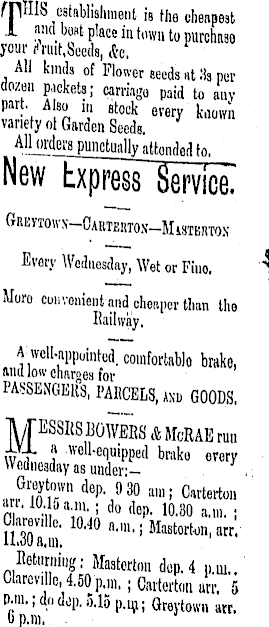 THIS establishment is the cheapest
and best place in town to purchase
your Fruit, Seeds, &c.
All kinds of Flower seeds at 3s per
dozen packets; carriage paid to any
part. Also in stock every known
variety of Garden Seeds.
All orders punctually attended to.
New Express Service.
GREYTOWN—CARTERTON—MASTERTON
Every Wednesday, Wet or Fine.
More convenient and cheaper than the
Railway.
A well-appointed, comfortable brake,
and low charges for
PASSENGERS, PARCELS, AND GOODS.
MESSRS BOWERS & McRAE run
a well-equipped brake every
Wednesday as under:—
Greytown dep. 9 30 am; Carterton
arr. 10.15 a.m. ; do dep. 10.30 a.m. ;
Clareville. 10.40 a.m. ; Masterton, arr.
11.30 a.m.
Returning: Masterton dep. 4 p.m..
Clareville, 4.50 p.m. ; Carterton arr. 5
p.m. ; do dep. 5.15 p.m; Greytown arr.
6 p.m.